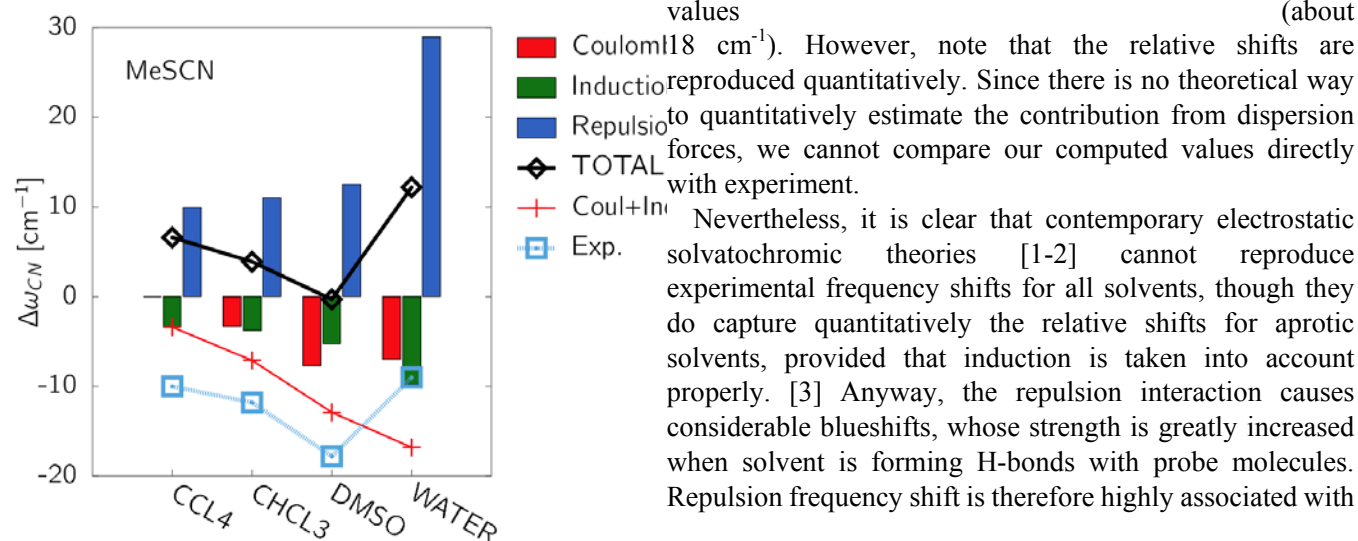 30
20
10
0
-10
-20
Δω_CN [cm⁻¹]
MeSCN
CCL4
CHCL3
DMSO
WATER
Coulomb
Induction
Repulsio
TOTAL
Coul+Ind
Exp.
values (about
18 cm⁻¹). However, note that the relative shifts are
reproduced quantitatively. Since there is no theoretical way
to quantitatively estimate the contribution from dispersion
forces, we cannot compare our computed values directly
with experiment.
Nevertheless, it is clear that contemporary electrostatic
solvatochromic theories [1-2] cannot reproduce
experimental frequency shifts for all solvents, though they
do capture quantitatively the relative shifts for aprotic
solvents, provided that induction is taken into account
properly. [3] Anyway, the repulsion interaction causes
considerable blueshifts, whose strength is greatly increased
when solvent is forming H-bonds with probe molecules.
Repulsion frequency shift is therefore highly associated with